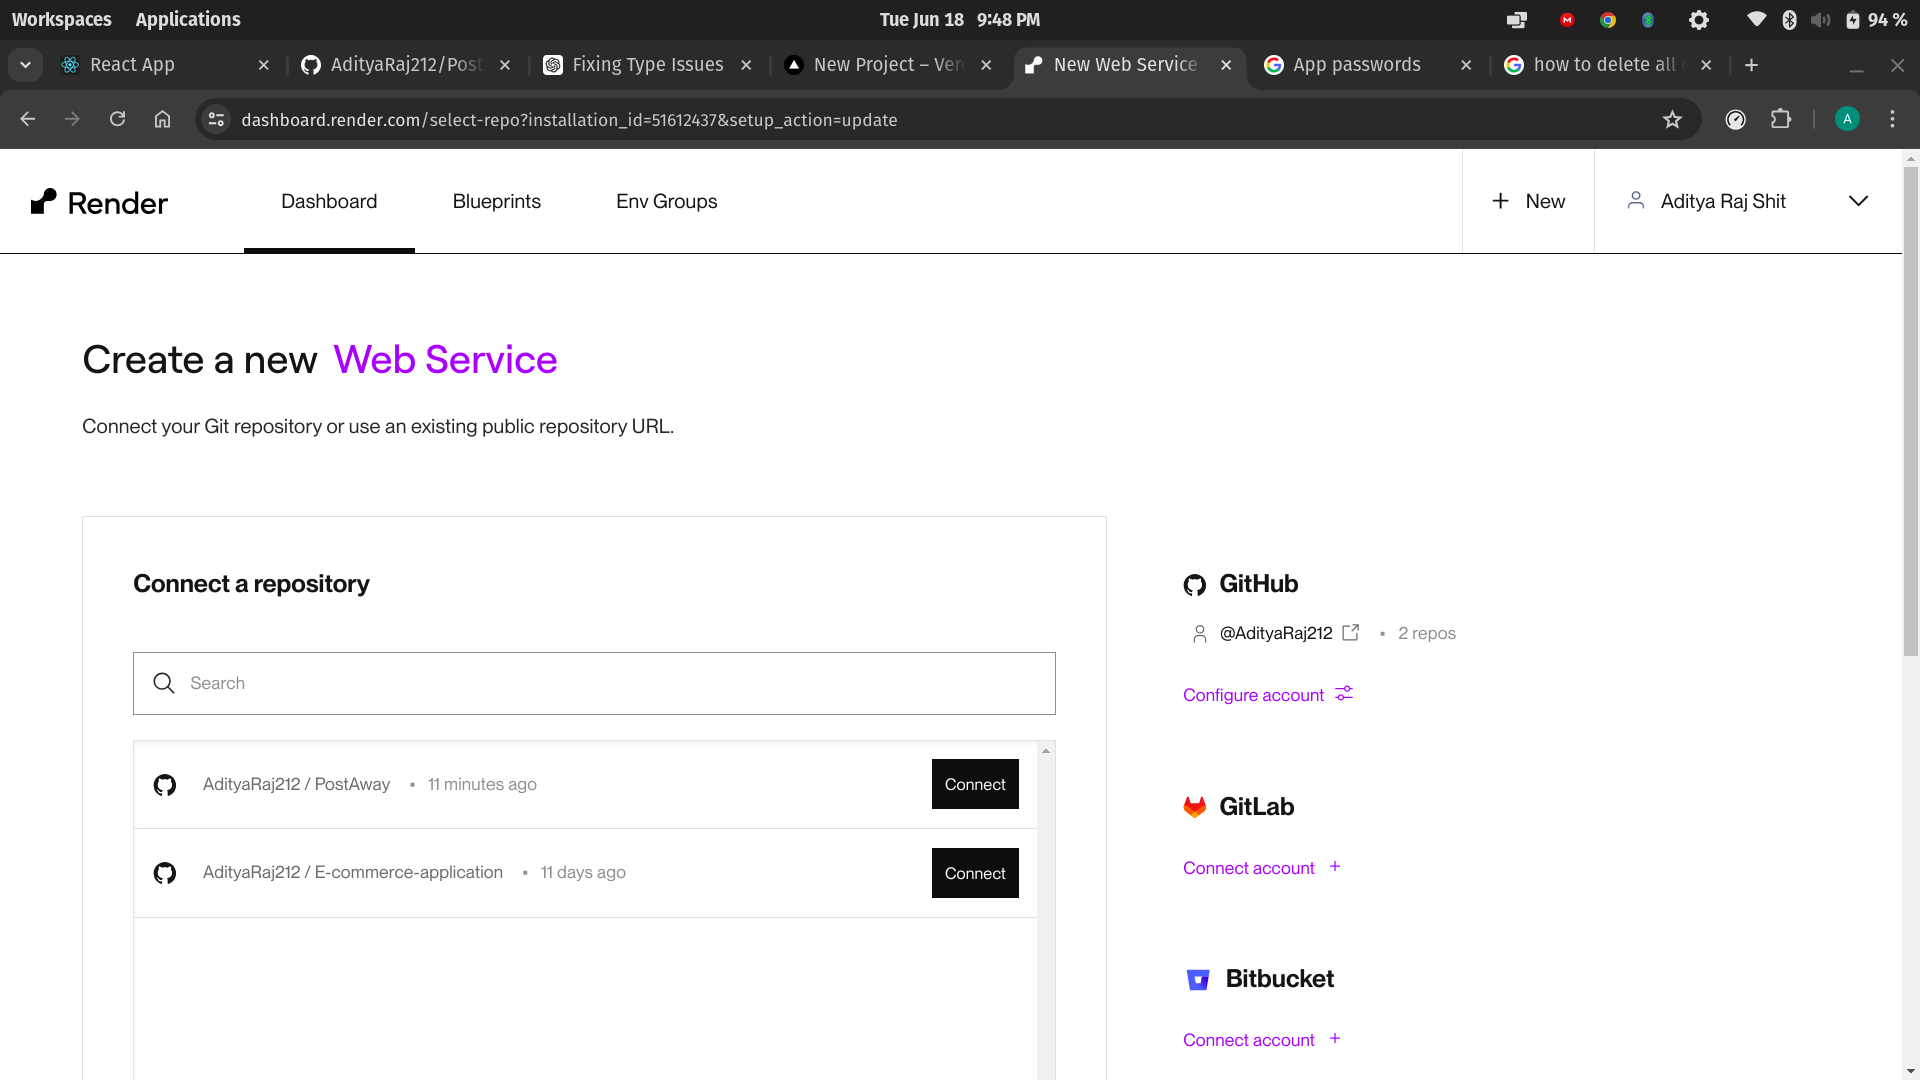 Workspaces Applications Tue Jun 18 9:48 PM 94 %
React App AdityaRaj212/Post Fixing Type Issues New Project – Ver New Web Service App passwords how to delete all
dashboard.render.com/select-repo?installation_id=51612437&setup_action=update A
Render Dashboard Blueprints Env Groups + New Aditya Raj Shit
Create a new Web Service
Connect your Git repository or use an existing public repository URL.
Connect a repository
Search
AdityaRaj212 / PostAway • 11 minutes ago Connect
AdityaRaj212 / E-commerce-application • 11 days ago Connect
GitHub
@AdityaRaj212 • 2 repos
Configure account
GitLab
Connect account +
Bitbucket
Connect account +